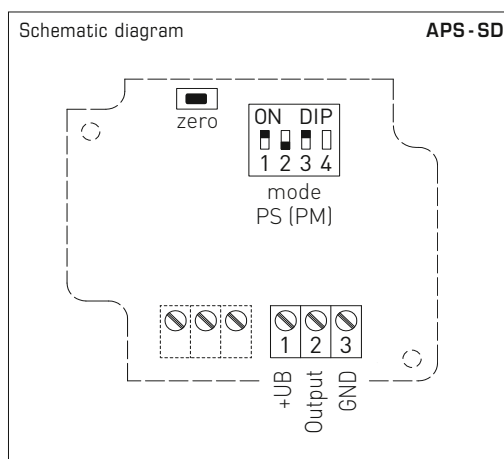 Schematic diagram APS-SD
zero
ON DIP
1 2 3 4
mode
PS (PM)
1 2 3
+UB
Output
GND